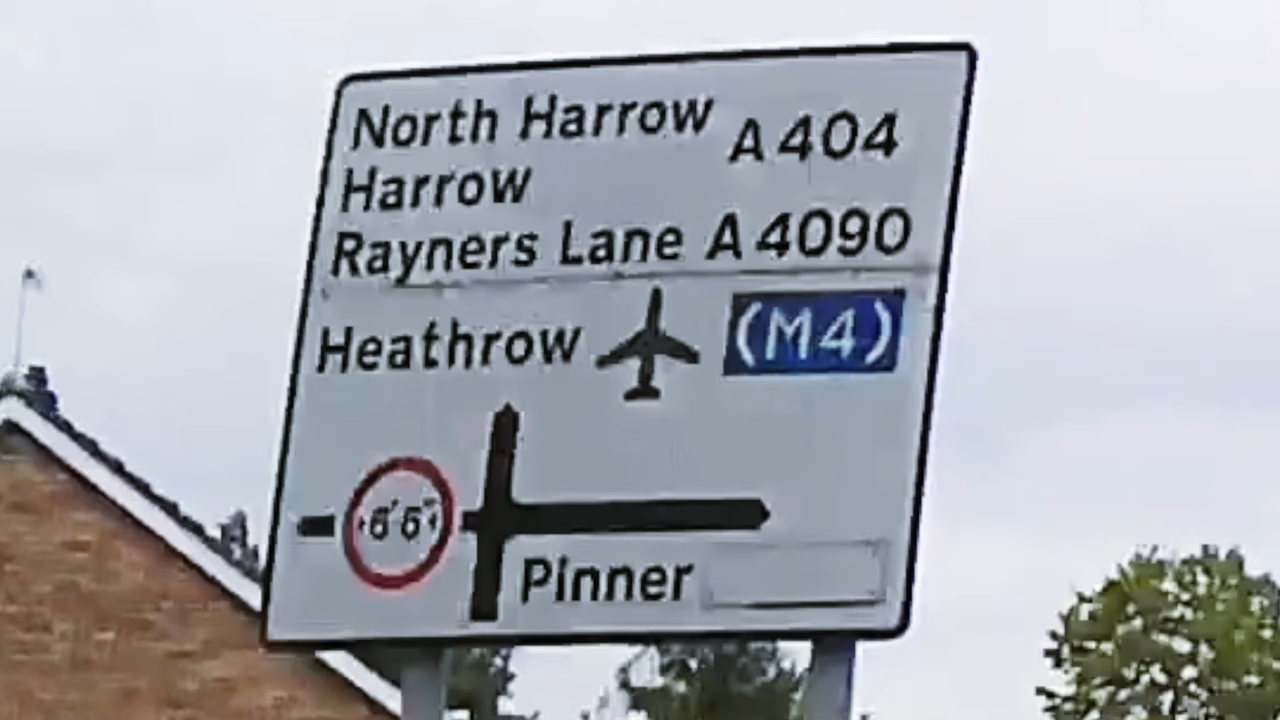 North Harrow A404
Harrow
Rayners Lane A4090
Heathrow (M4)
6'6"
Pinner